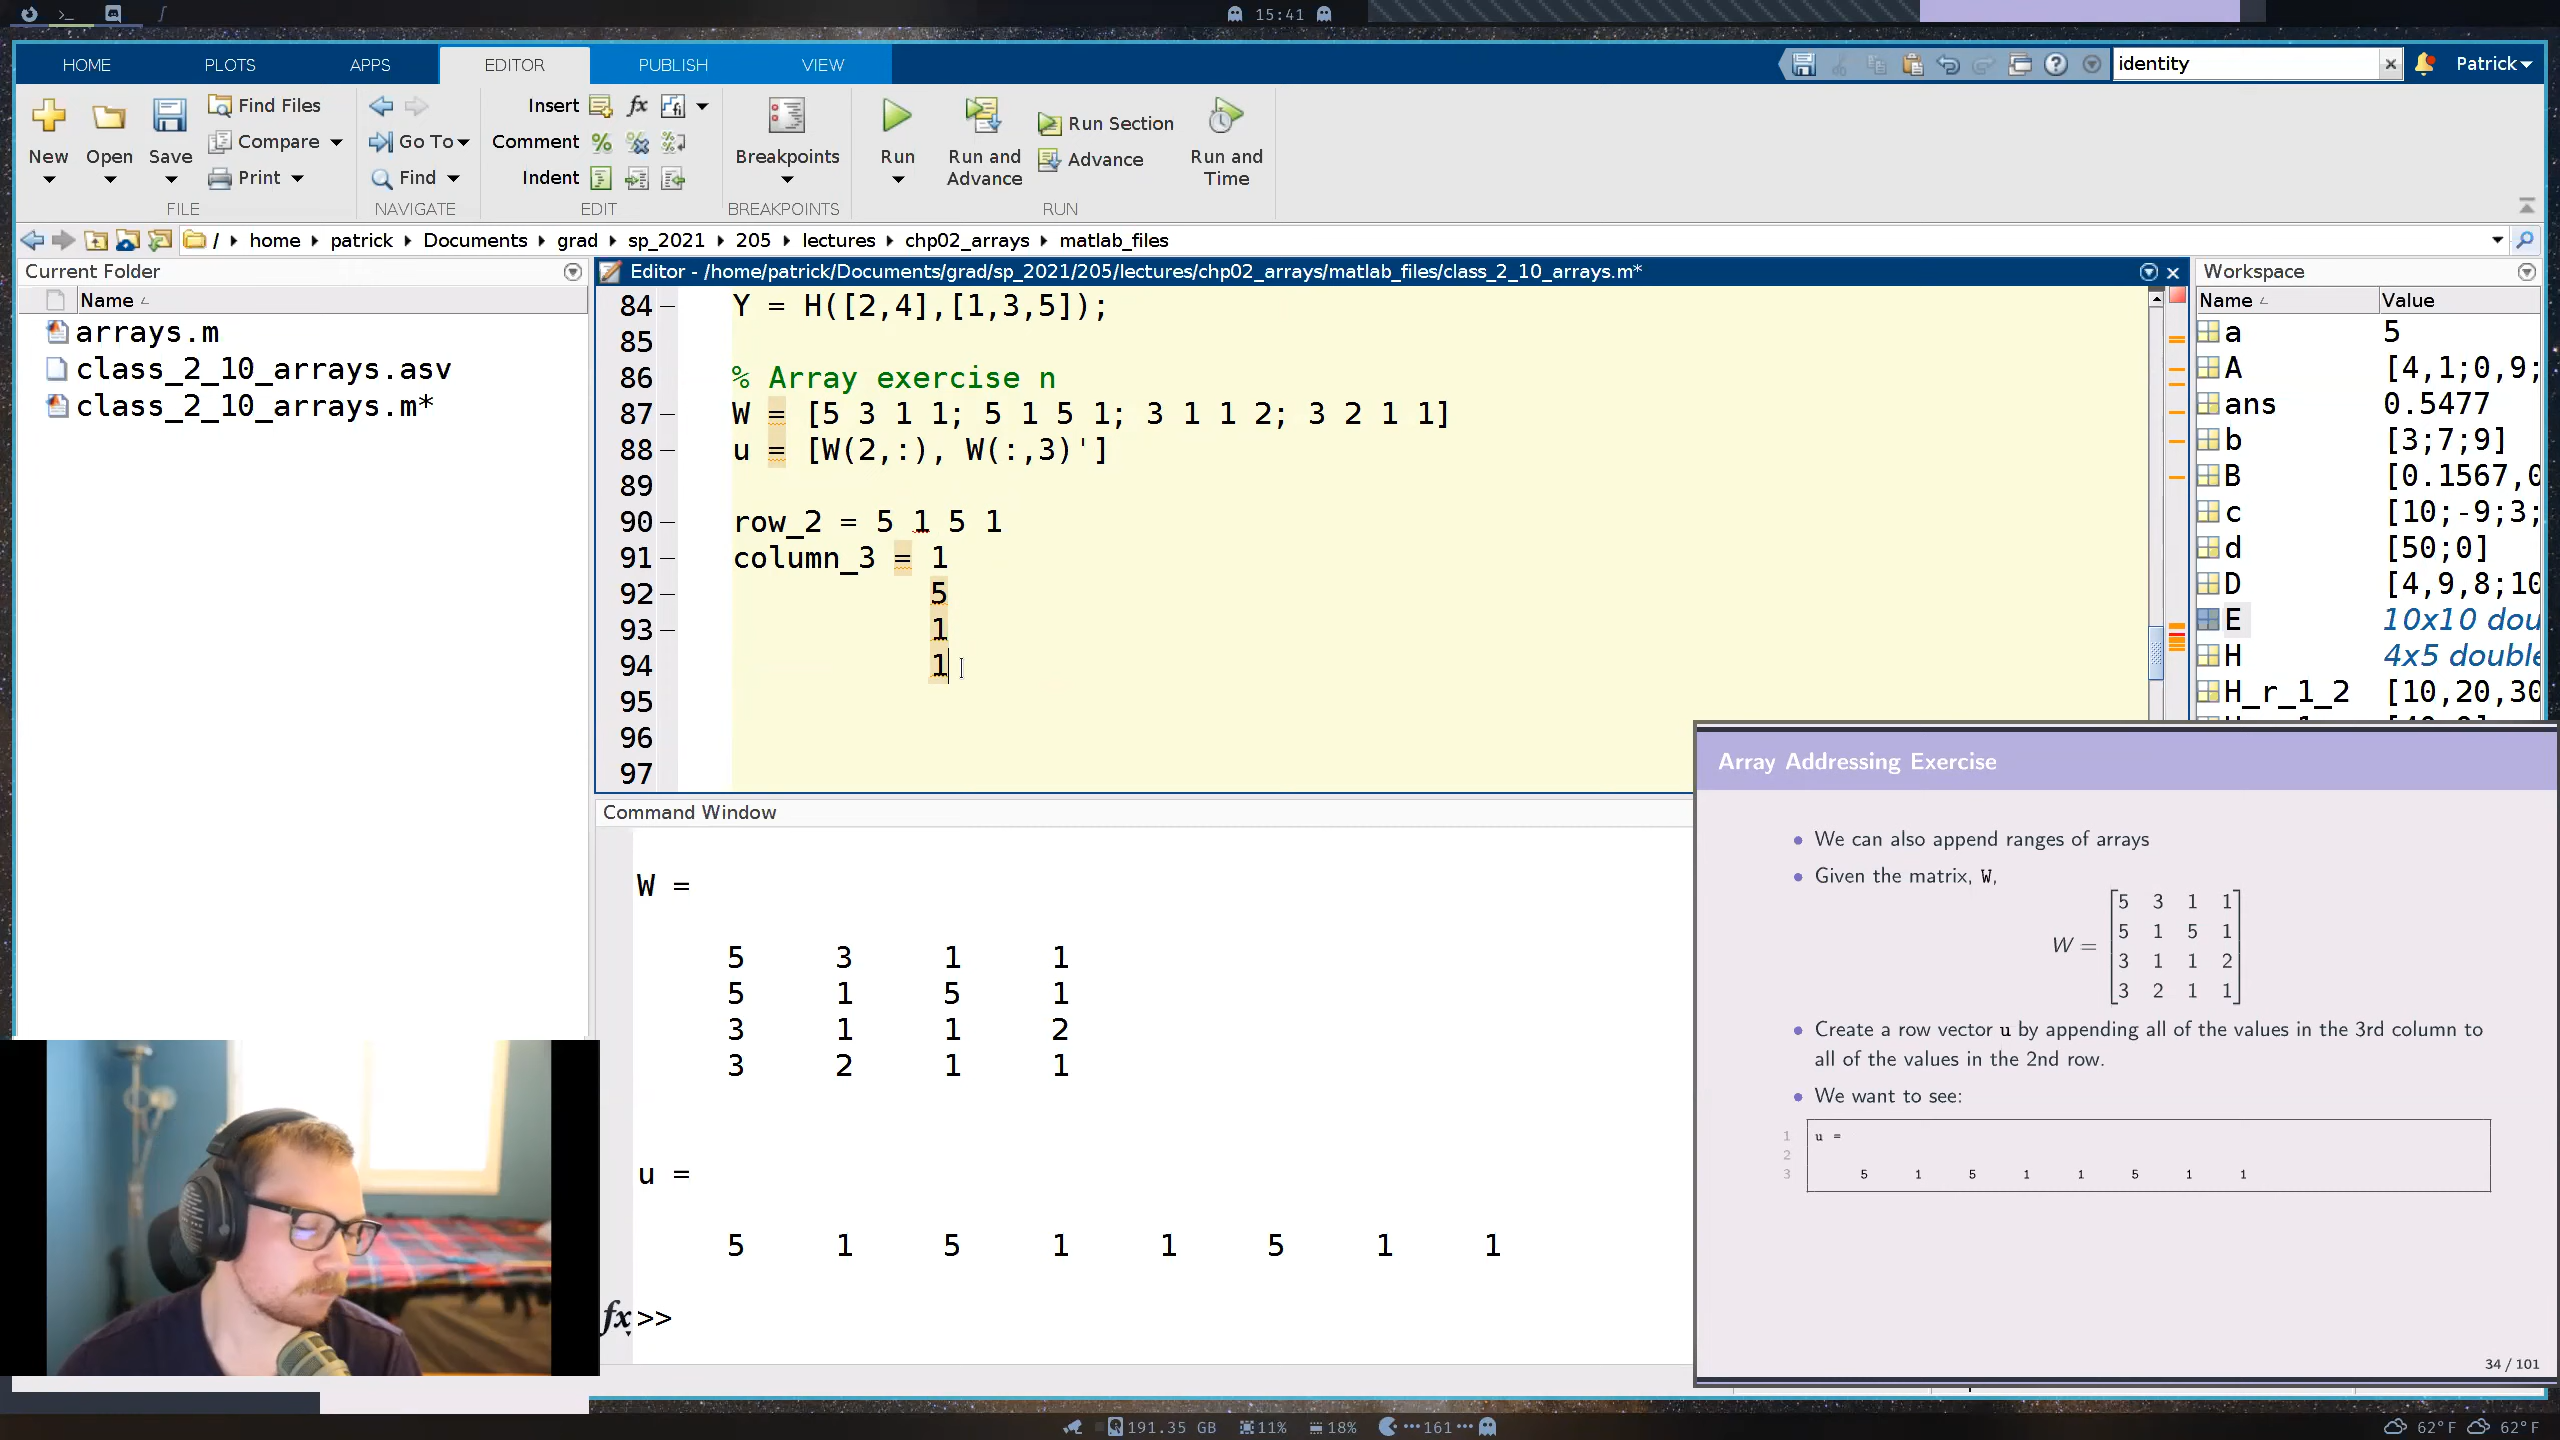 15:41
HOME PLOTS APPS EDITOR PUBLISH VIEW identity Patrick
Find Files Insert fx
New Open Save Compare Go To Comment Breakpoints Run Run and Advance Run Section Advance Run and Time
Print Find Indent
FILE NAVIGATE EDIT BREAKPOINTS RUN
/ home patrick Documents grad sp_2021 205 lectures chp02_arrays matlab_files
Current Folder
Name
arrays.m
class_2_10_arrays.asv
class_2_10_arrays.m*
Editor - /home/patrick/Documents/grad/sp_2021/205/lectures/chp02_arrays/matlab_files/class_2_10_arrays.m*
84 Y = H([2,4],[1,3,5]);
85
86 % Array exercise n
87 W = [5 3 1 1; 5 1 5 1; 3 1 1 2; 3 2 1 1]
88 u = [W(2,:), W(:,3)']
89
90 row_2 = 5 1 5 1
91 column_3 = 1
92 5
93 1
94 1
95
96
97
Workspace
Name Value
a 5
A [4,1;0,9;
ans 0.5477
b [3;7;9]
B [0.1567,0
c [10;-9;3;
d [50;0]
D [4,9,8;10
E 10x10 dou
H 4x5 double
H_r_1_2 [10,20,30
Command Window
W =
5 3 1 1
5 1 5 1
3 1 1 2
3 2 1 1
u =
5 1 5 1 1 5 1 1
fx >>
Array Addressing Exercise
• We can also append ranges of arrays
• Given the matrix, W,
W =
5 3 1 1
5 1 5 1
3 1 1 2
3 2 1 1
• Create a row vector u by appending all of the values in the 3rd column to
all of the values in the 2nd row.
• We want to see:
1 u =
2
3 5 1 5 1 1 5 1 1
34 / 101
191.35 GB 11% 18% 161 62°F 62°F